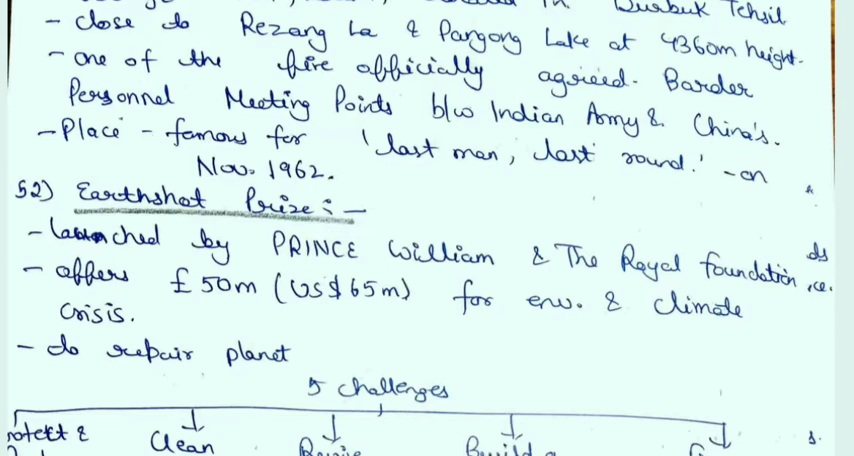 in Durbuk Tehsil
- close to Rezang La & Pangong Lake at 4360m height.
- one of the five officially agreed Border
Personnel Meeting Points b/w Indian Army & China's.
- Place - famous for 'last man, last round.' - on
Nov. 1962.
52) Earthshot Prize :-
- launched by PRINCE William & The Royal Foundation
- offers £50m (US$65m) for env. & climate
crisis.
- to repair planet
5 challenges
Clean
Build a